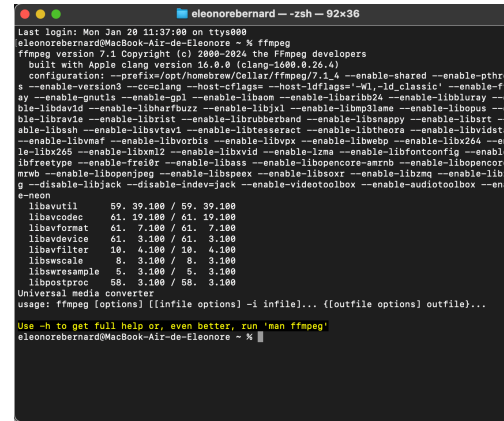 eleonorebernard — -zsh — 92×36
Last login: Mon Jan 20 11:37:00 on ttys000
[eleonorebernard@MacBook-Air-de-Eleonore ~ % ffmpeg
ffmpeg version 7.1 Copyright (c) 2000-2024 the FFmpeg developers
built with Apple clang version 16.0.0 (clang-1600.0.26.4)
configuration: --prefix=/opt/homebrew/Cellar/ffmpeg/7.1_4 --enable-shared --enable-pthre
s --enable-version3 --cc=clang --host-cflags= --host-ldflags='-Wl,-ld_classic' --enable-f
ay --enable-gnutls --enable-gpl --enable-libaom --enable-libaribb24 --enable-libbluray --
ble-libdav1d --enable-libharfbuzz --enable-libjxl --enable-libmp3lame --enable-libopus --
ble-librav1e --enable-librist --enable-librubberband --enable-libsnappy --enable-libsrt --
able-libssh --enable-libsvtav1 --enable-libtesseract --enable-libtheora --enable-libvidst
--enable-libvmaf --enable-libvorbis --enable-libvpx --enable-libwebp --enable-libx264 --en
le-libx265 --enable-libxml2 --enable-libxvid --enable-lzma --enable-libfontconfig --enabl
ibfreetype --enable-frei0r --enable-libass --enable-libopencore-amrnb --enable-libopencor
mrwb --enable-libopenjpeg --enable-libspeex --enable-libsoxr --enable-libzmq --enable-lib
g --disable-libjack --disable-indev=jack --enable-videotoolbox --enable-audiotoolbox --en
e-neon
libavutil 59. 39.100 / 59. 39.100
libavcodec 61. 19.100 / 61. 19.100
libavformat 61. 7.100 / 61. 7.100
libavdevice 61. 3.100 / 61. 3.100
libavfilter 10. 4.100 / 10. 4.100
libswscale 8. 3.100 / 8. 3.100
libswresample 5. 3.100 / 5. 3.100
libpostproc 58. 3.100 / 58. 3.100
Universal media converter
usage: ffmpeg [options] [[infile options] -i infile]... {[outfile options] outfile}...
Use -h to get full help or, even better, run 'man ffmpeg'
eleonorebernard@MacBook-Air-de-Eleonore ~ %